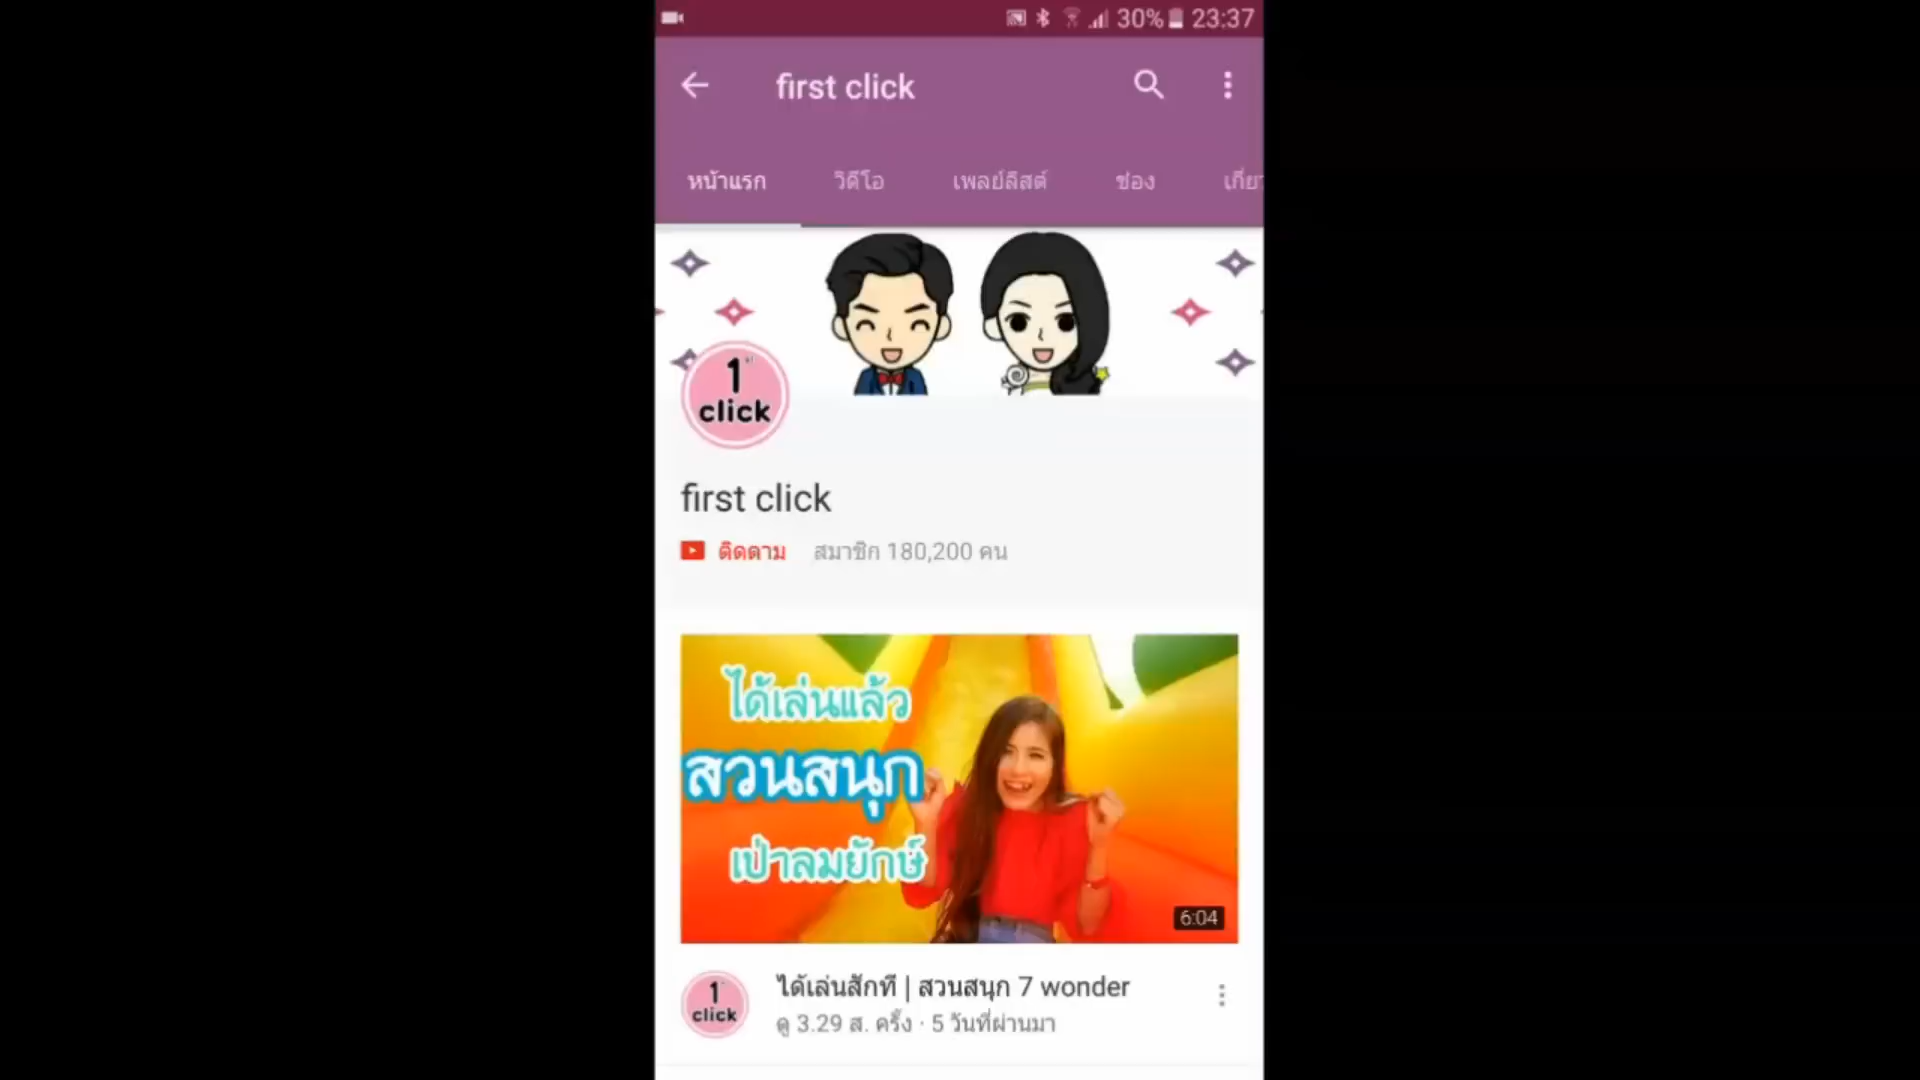 30% 23:37
first click
หน้าแรก วิดีโอ เพลย์ลิสต์ ช่อง เกี่ยว
1st
click
first click
ติดตาม สมาชิก 180,200 คน
ได้เล่นแล้ว
สวนสนุก
เป่าลมยักษ์
6:04
1
click
ได้เล่นสักที | สวนสนุก 7 wonder
ดู 3.29 ส. ครั้ง · 5 วันที่ผ่านมา